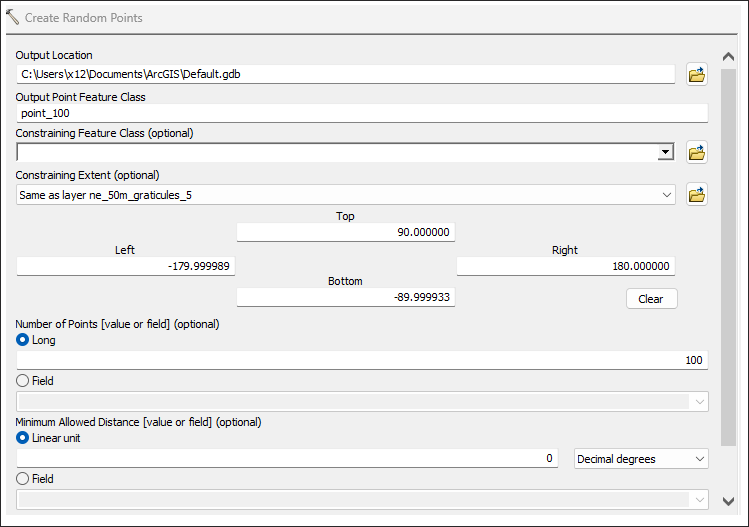 Create Random Points
Output Location
C:\Users\x12\Documents\ArcGIS\Default.gdb
Output Point Feature Class
point_100
Constraining Feature Class (optional)
Constraining Extent (optional)
Same as layer ne_50m_graticules_5
Top
90.000000
Left
Right
-179.999989
180.000000
Bottom
-89.999933
Clear
Number of Points [value or field] (optional)
Long
100
Field
Minimum Allowed Distance [value or field] (optional)
Linear unit
0
Decimal degrees
Field